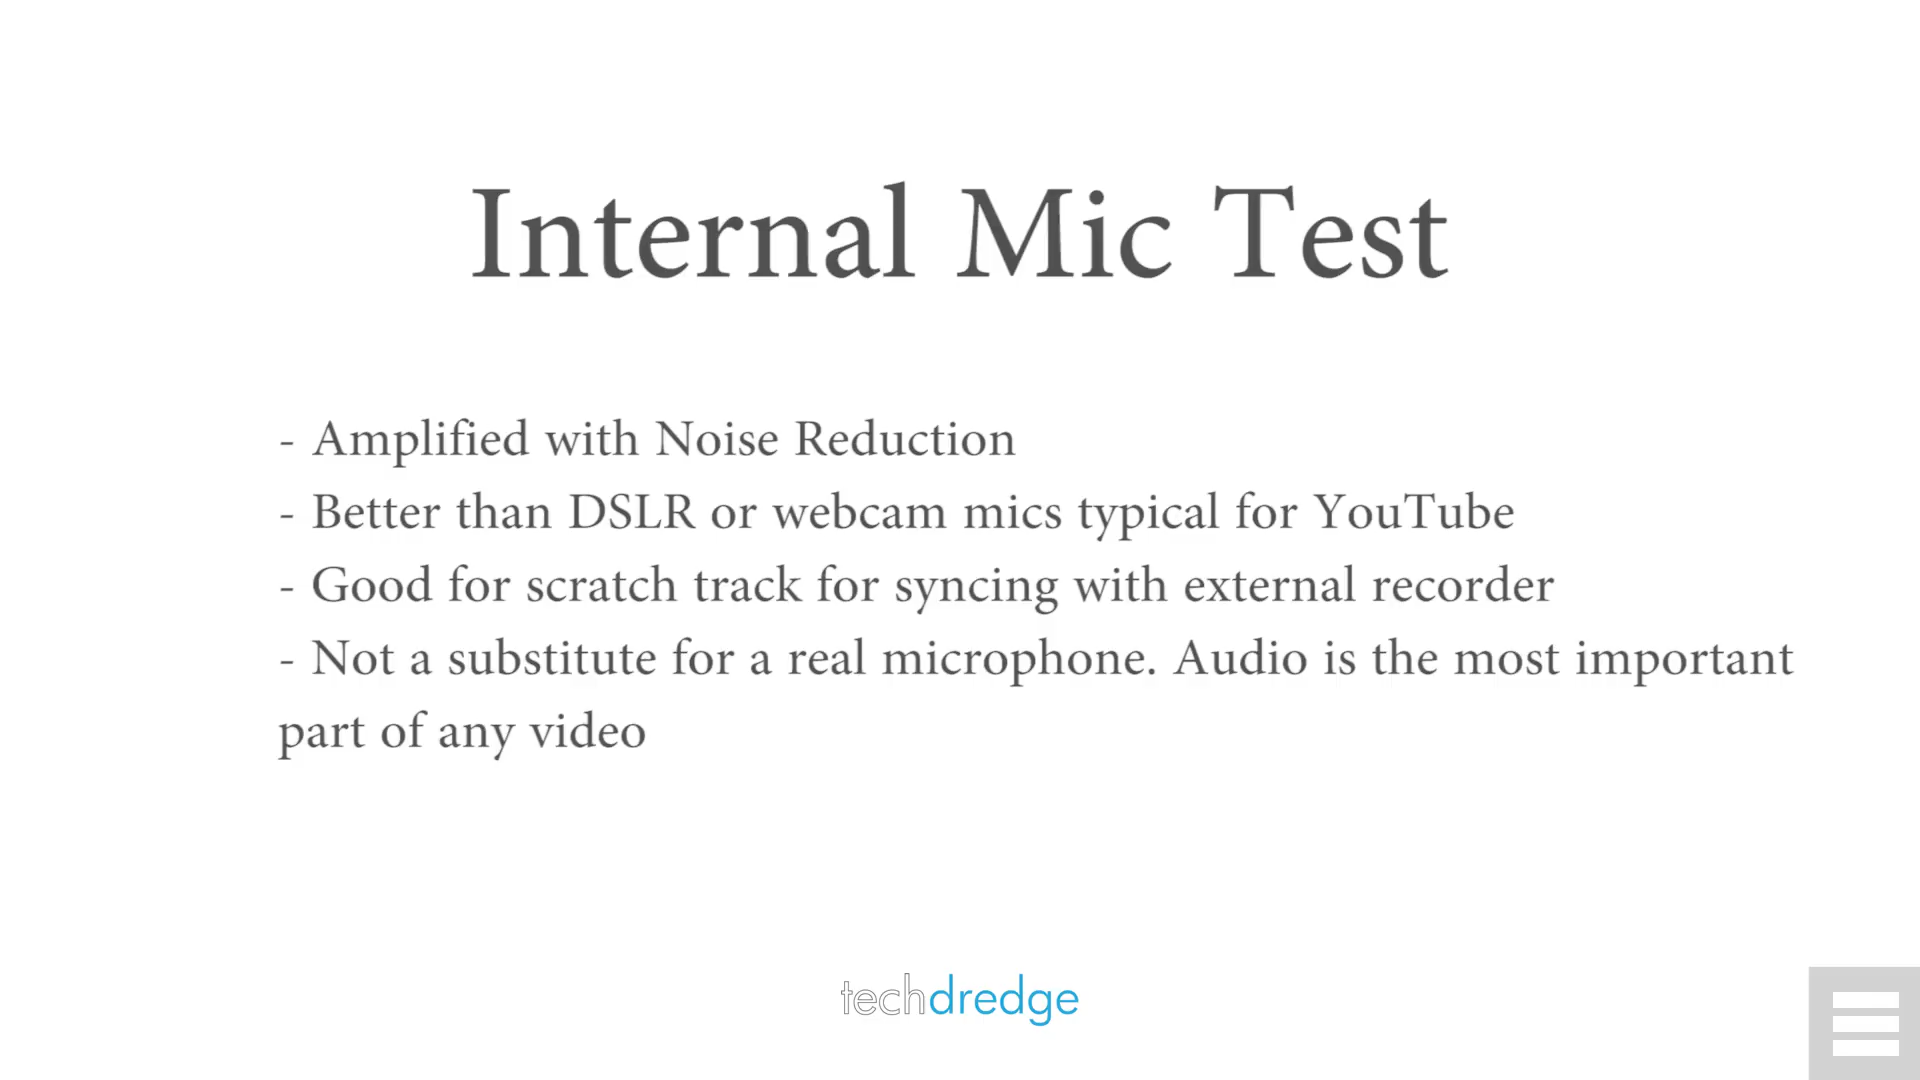 Internal Mic Test
- Amplified with Noise Reduction
- Better than DSLR or webcam mics typical for YouTube
- Good for scratch track for syncing with external recorder
- Not a substitute for a real microphone. Audio is the most important
part of any video
techdredge